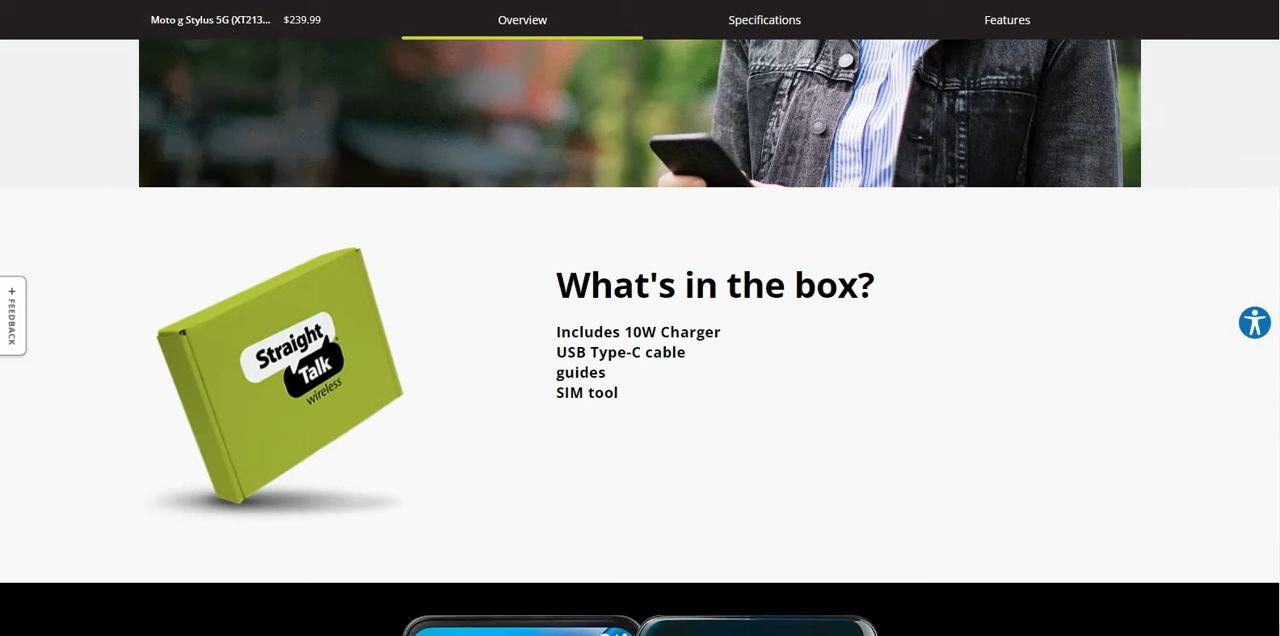 Moto g Stylus 5G (XT213... $239.99 Overview Specifications Features
What's in the box?
Includes 10W Charger
USB Type-C cable
guides
SIM tool
Straight
Talk
wireless
+ FEEDBACK